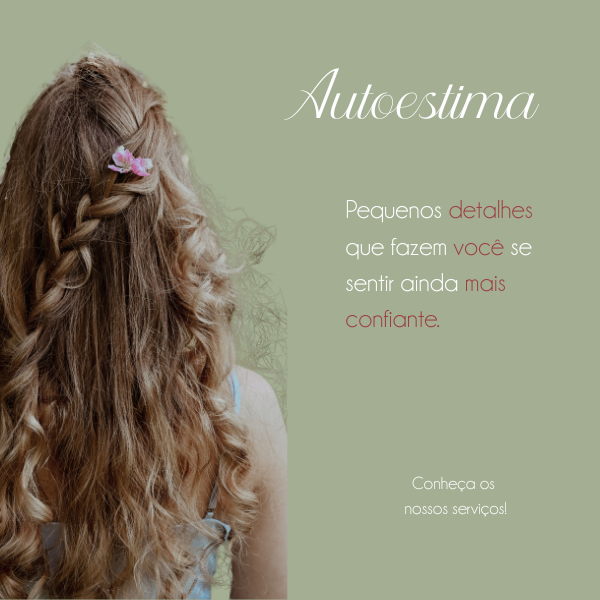 Autoestima
Pequenos detalhes
que fazem você se
sentir ainda mais
confiante.
Conheça os
nossos serviços!